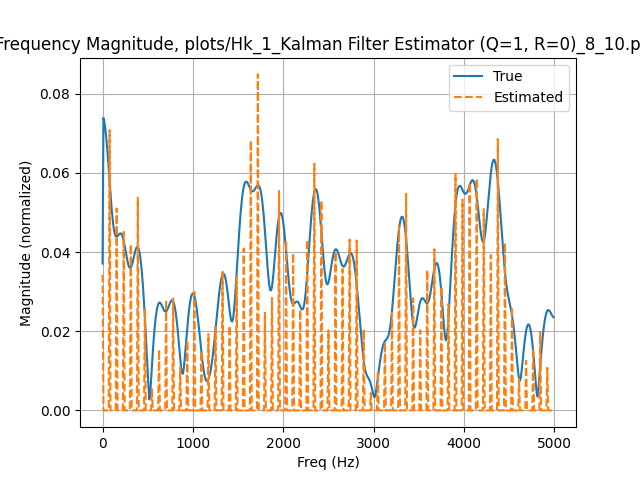 Frequency Magnitude, plots/Hk_1_Kalman Filter Estimator (Q=1, R=0)_8_10.p
True
Estimated
0.08
0.06
0.04
0.02
0.00
Magnitude (normalized)
0 1000 2000 3000 4000 5000
Freq (Hz)